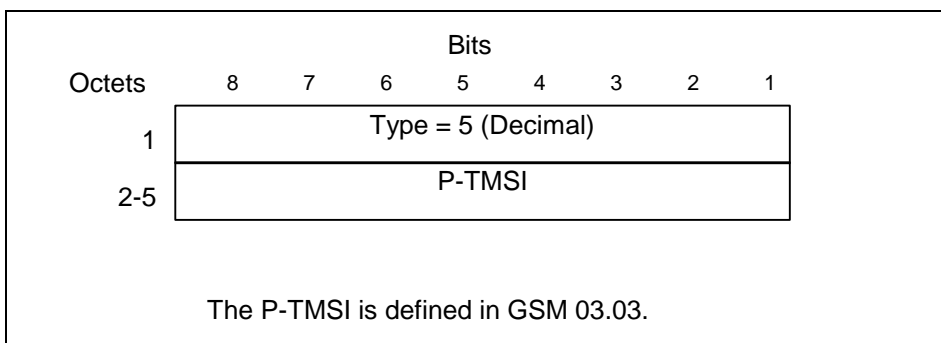 Bits
Octets 8 7 6 5 4 3 2 1
1 Type = 5 (Decimal)
2-5 P-TMSI
The P-TMSI is defined in GSM 03.03.